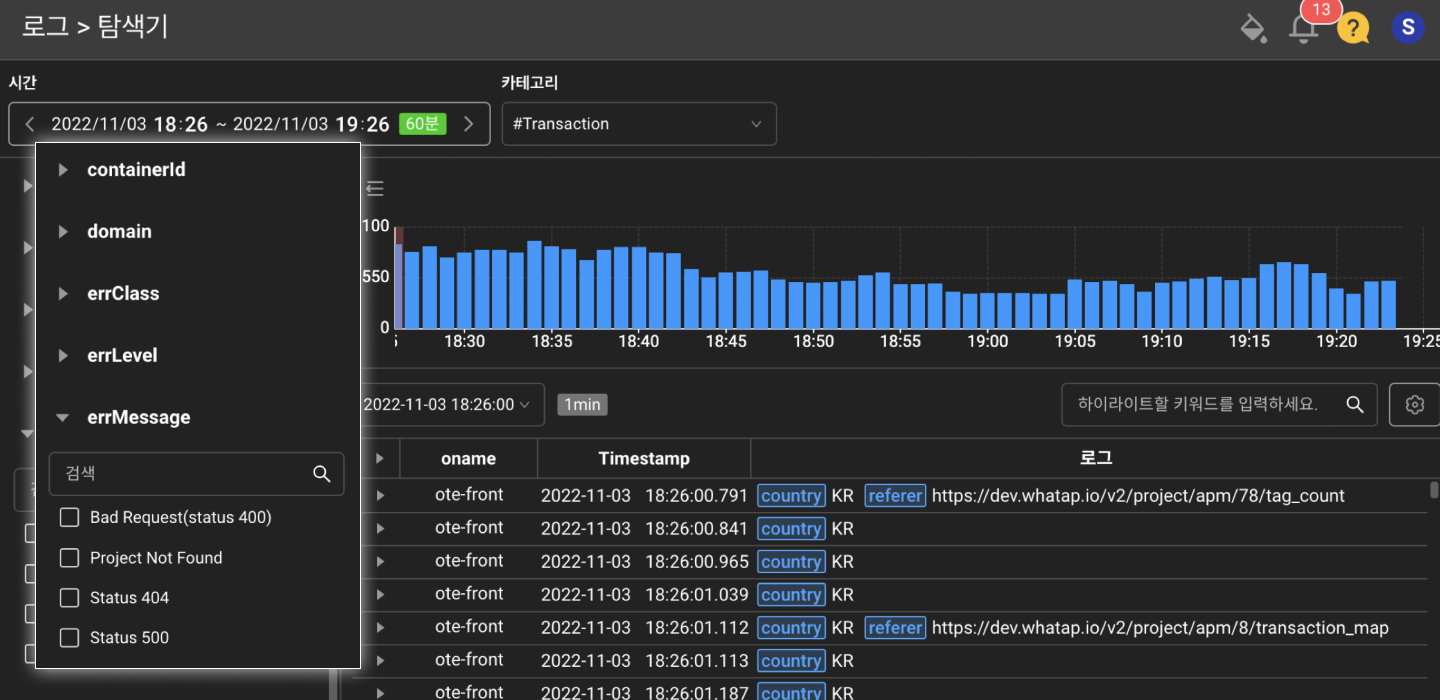 로그 > 탐색기
13
?
S
시간
카테고리
2022/11/03 18:26 ~ 2022/11/03 19:26 60분
#Transaction
containerId
domain
errClass
errLevel
errMessage
검색
Bad Request(status 400)
Project Not Found
Status 404
Status 500
100
550
0
18:30 18:35 18:40 18:45 18:50 18:55 19:00 19:05 19:10 19:15 19:20 19:25
2022-11-03 18:26:00 1min
하이라이트할 키워드를 입력하세요.
oname Timestamp 로그
ote-front 2022-11-03 18:26:00.791 country KR referer https://dev.whatap.io/v2/project/apm/78/tag_count
ote-front 2022-11-03 18:26:00.841 country KR
ote-front 2022-11-03 18:26:00.965 country KR
ote-front 2022-11-03 18:26:01.039 country KR
ote-front 2022-11-03 18:26:01.112 country KR referer https://dev.whatap.io/v2/project/apm/8/transaction_map
ote-front 2022-11-03 18:26:01.113 country KR
ote-front 2022-11-03 18:26:01.187 country KR